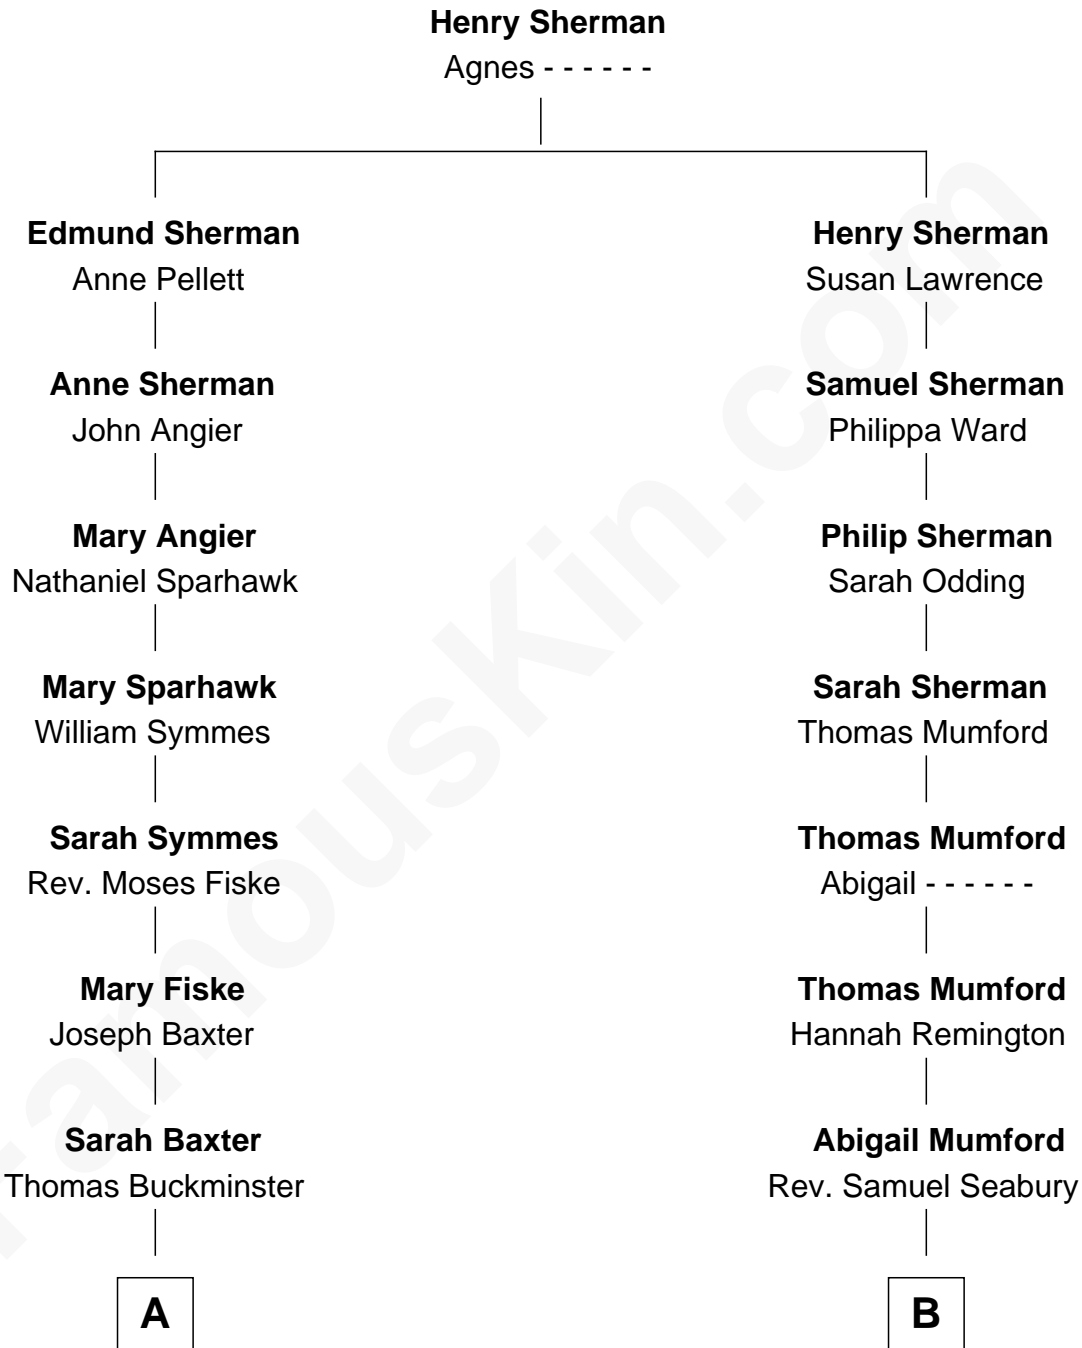 Henry Sherman
Agnes - - - - - -
Edmund Sherman
Anne Pellett
Henry Sherman
Susan Lawrence
Anne Sherman
John Angier
Samuel Sherman
Philippa Ward
Mary Angier
Nathaniel Sparhawk
Philip Sherman
Sarah Odding
Mary Sparhawk
William Symmes
Sarah Sherman
Thomas Mumford
Sarah Symmes
Rev. Moses Fiske
Thomas Mumford
Abigail - - - - - -
Mary Fiske
Joseph Baxter
Thomas Mumford
Hannah Remington
Sarah Baxter
Thomas Buckminster
Abigail Mumford
Rev. Samuel Seabury
A
B
FamousKin.com